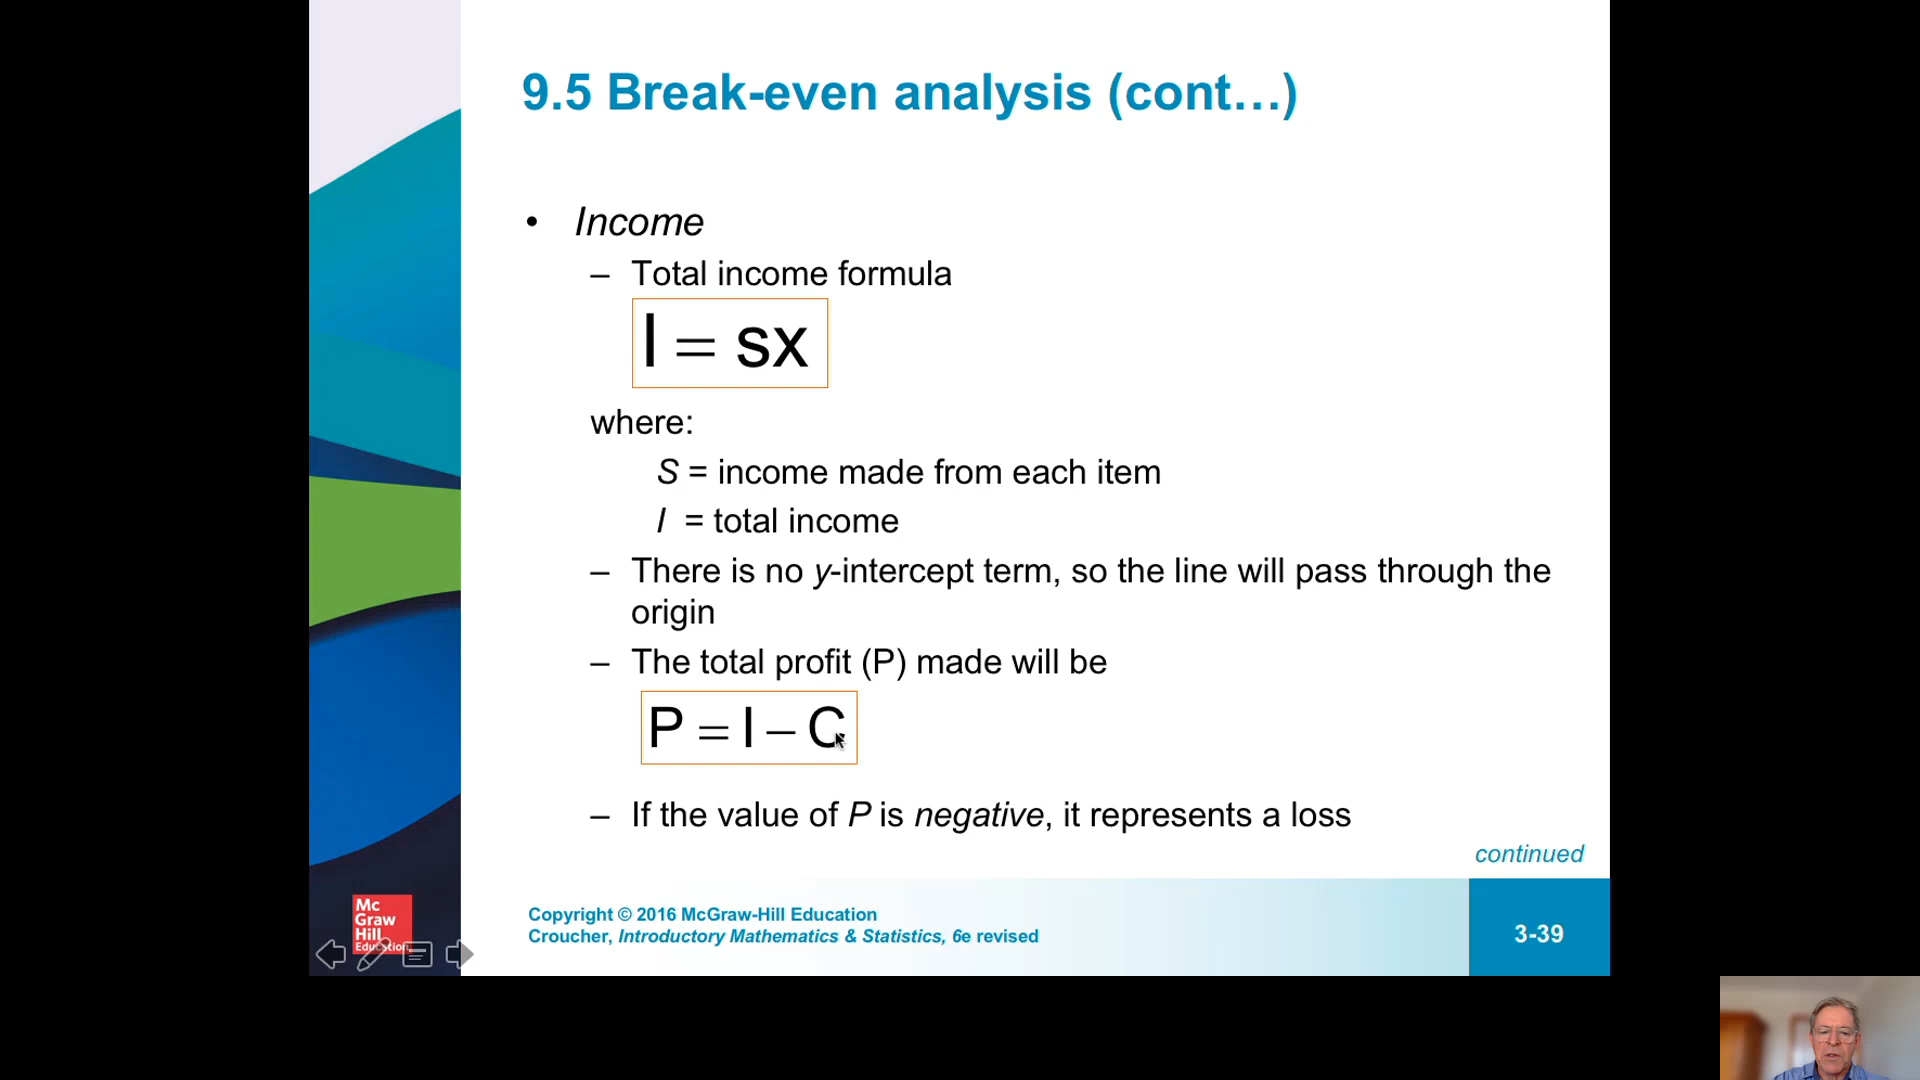 9.5 Break-even analysis (cont…)
• Income
– Total income formula
I = sx
where:
S = income made from each item
I = total income
– There is no y-intercept term, so the line will pass through the
origin
– The total profit (P) made will be
P = I – C
– If the value of P is negative, it represents a loss
continued
Mc
Graw
Hill
Education
Copyright © 2016 McGraw-Hill Education
Croucher, Introductory Mathematics & Statistics, 6e revised
3-39